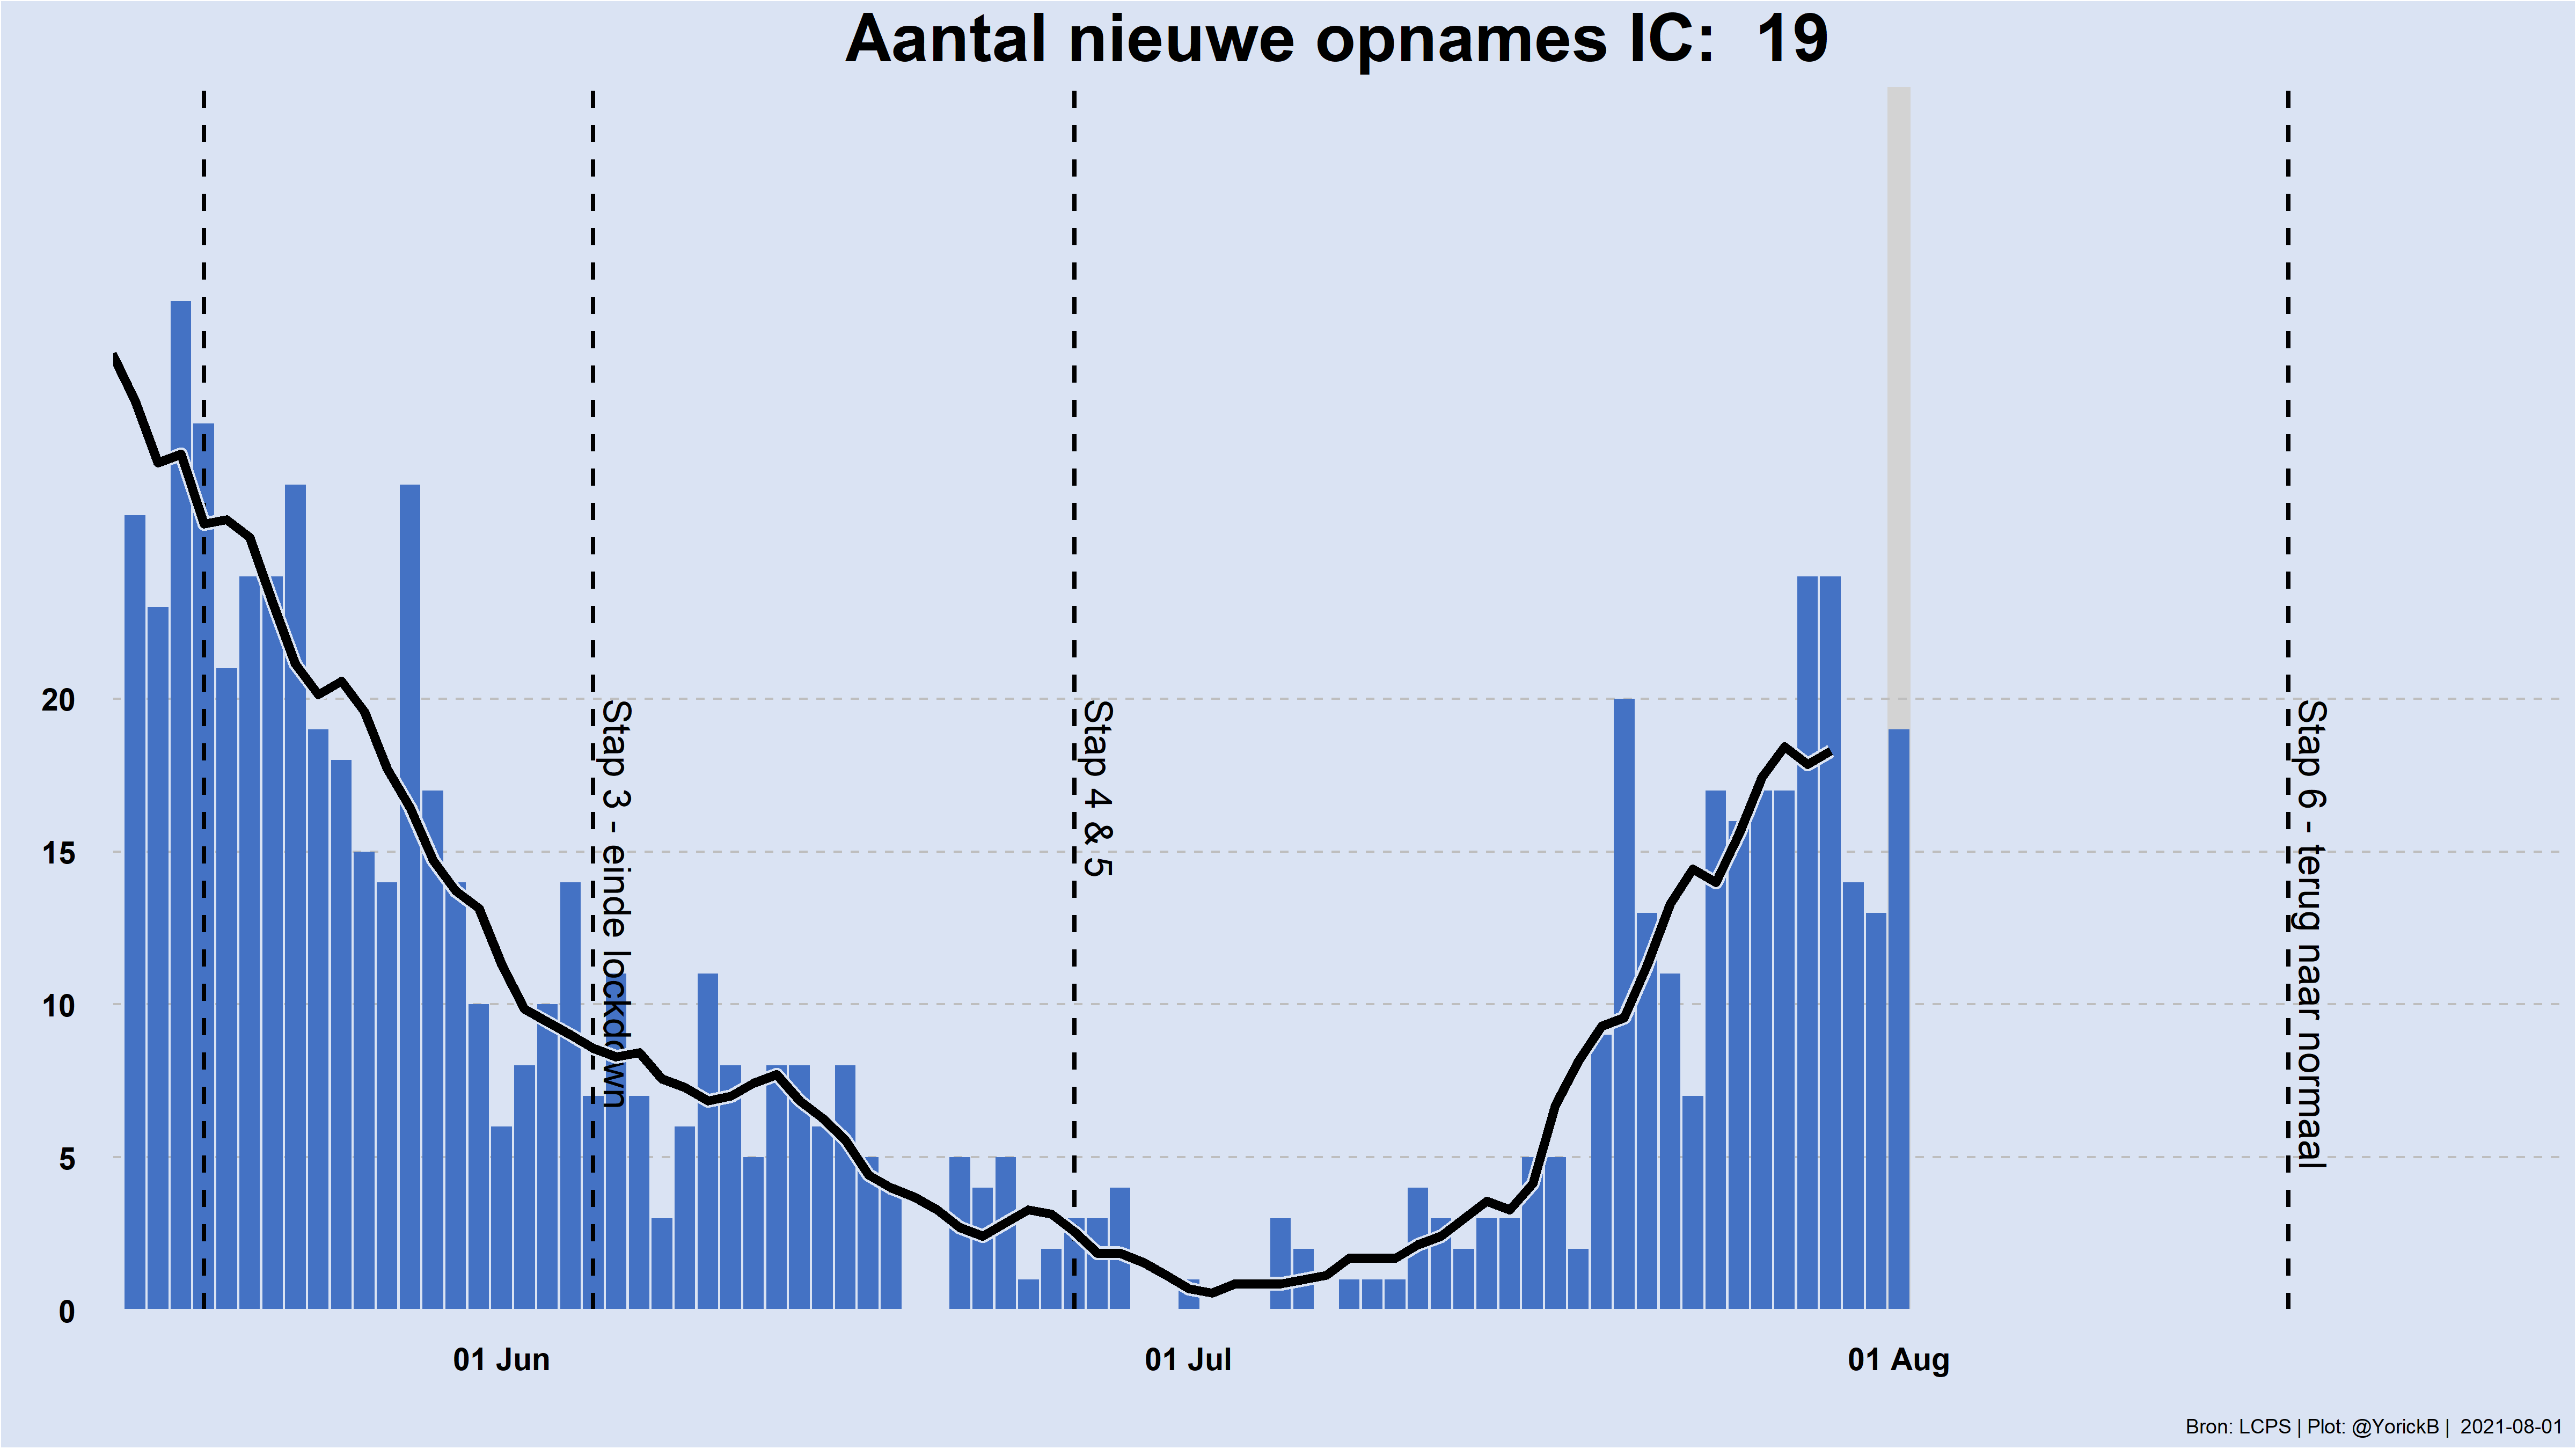 Aantal nieuwe opnames IC:  19
20
15
10
5
0
Stap 3 - einde lockdown
Stap 4 & 5
Stap 6 - terug naar normaal
01 Jun
01 Jul
01 Aug
Bron: LCPS | Plot: @YorickB |  2021-08-01